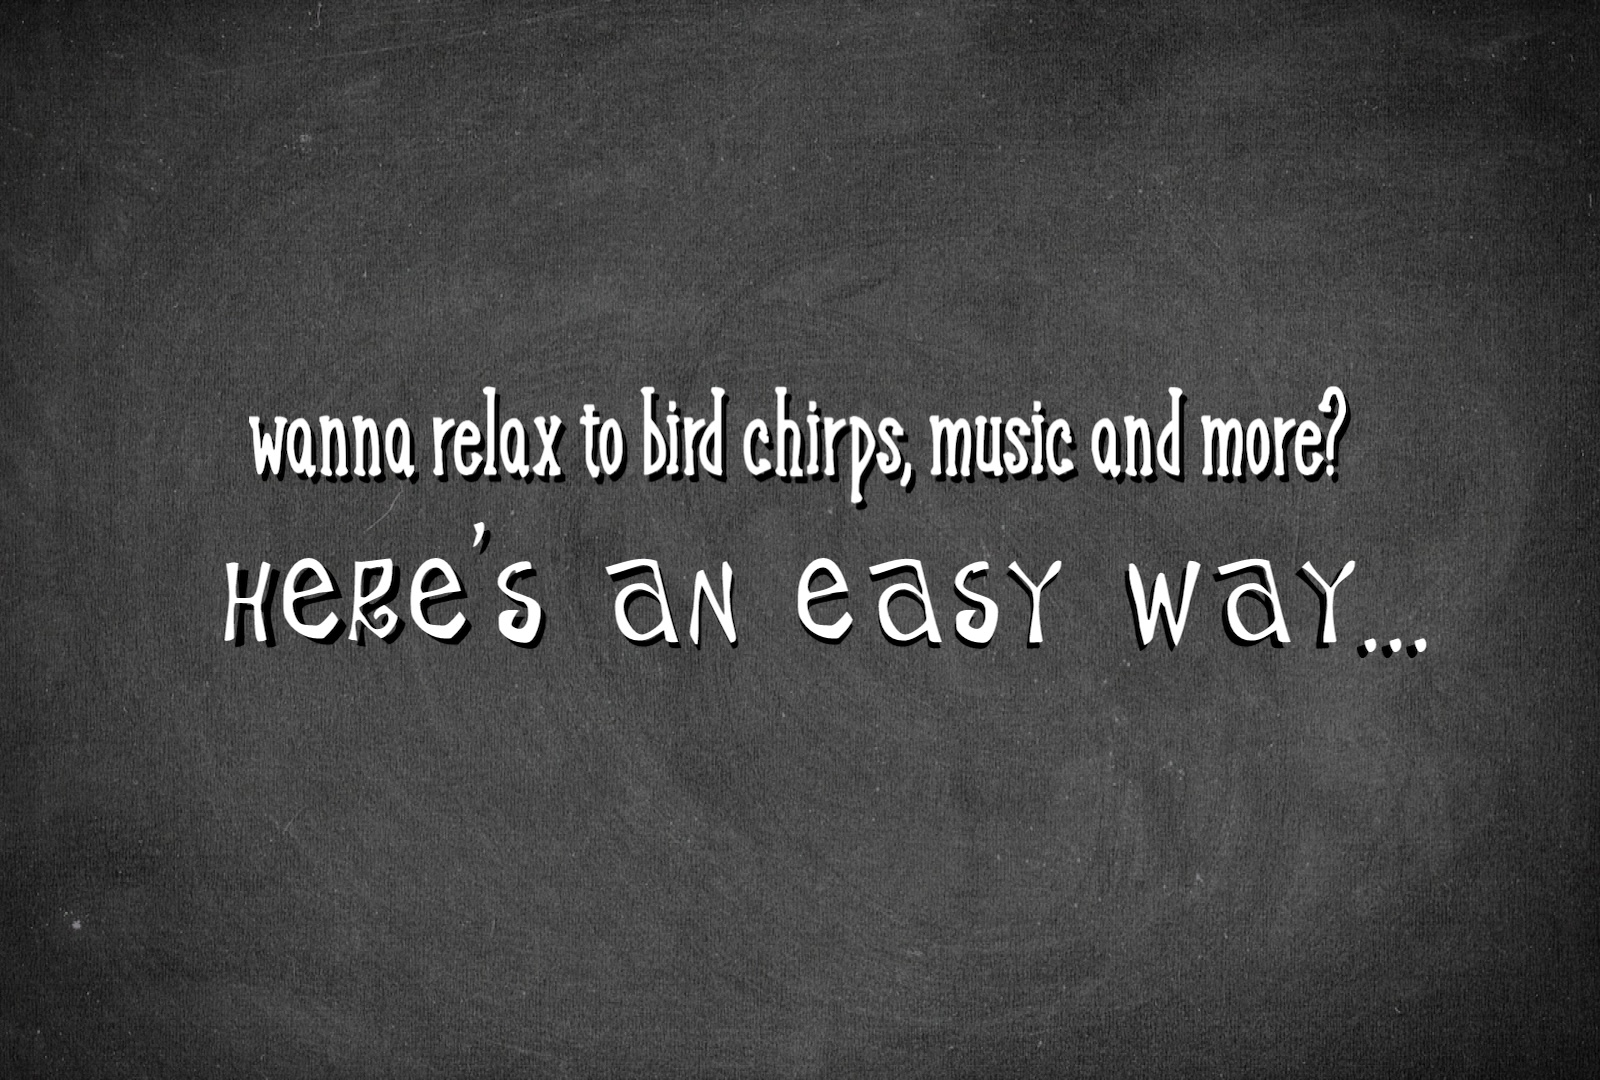 wanna relax to bird chirps, music and more?
HeRe's aN easy way...